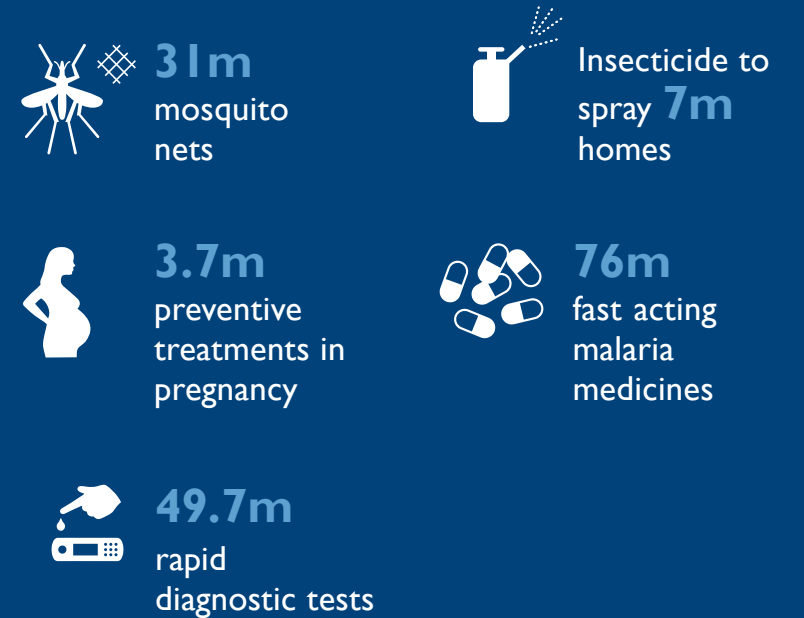 31m
mosquito
nets
Insecticide to
spray 7m
homes
3.7m
preventive
treatments in
pregnancy
76m
fast acting
malaria
medicines
49.7m
rapid
diagnostic tests